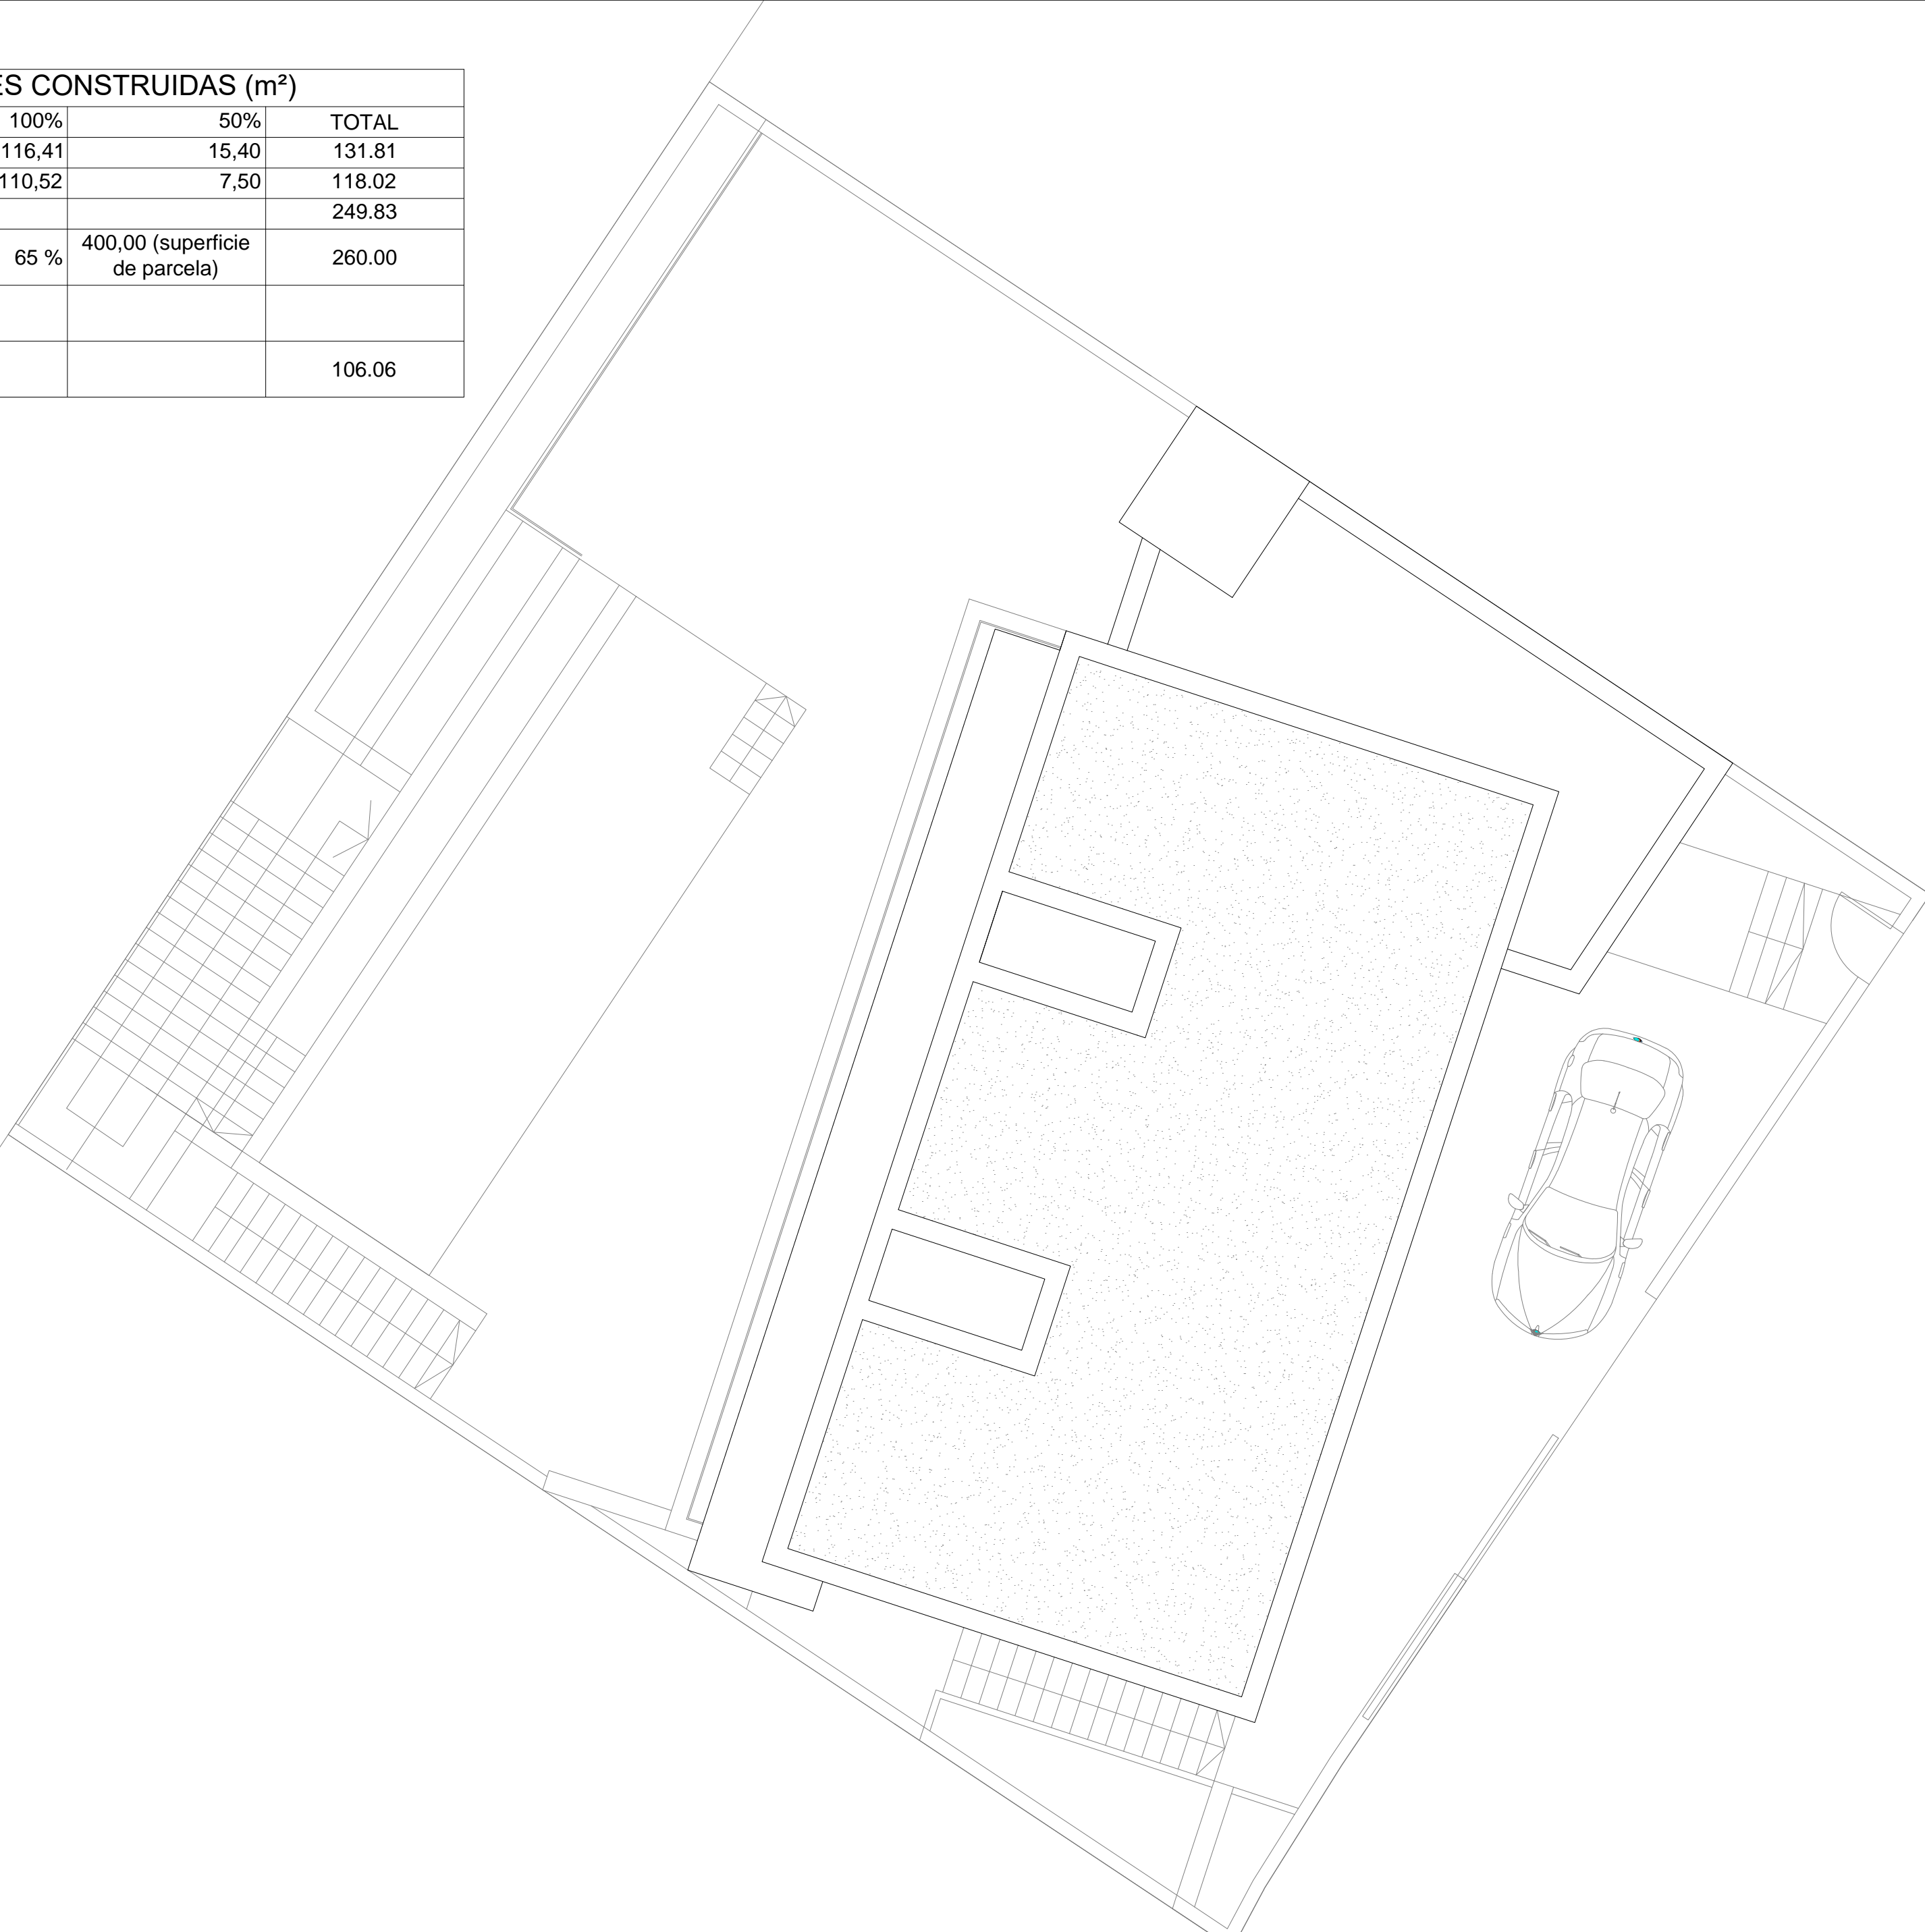 CONSTRUIDAS (m²)
100% 50% TOTAL
116,41 15,40 131.81
110,52 7,50 118.02
249.83
65 % 400,00 (superficie
de parcela) 260.00
106.06